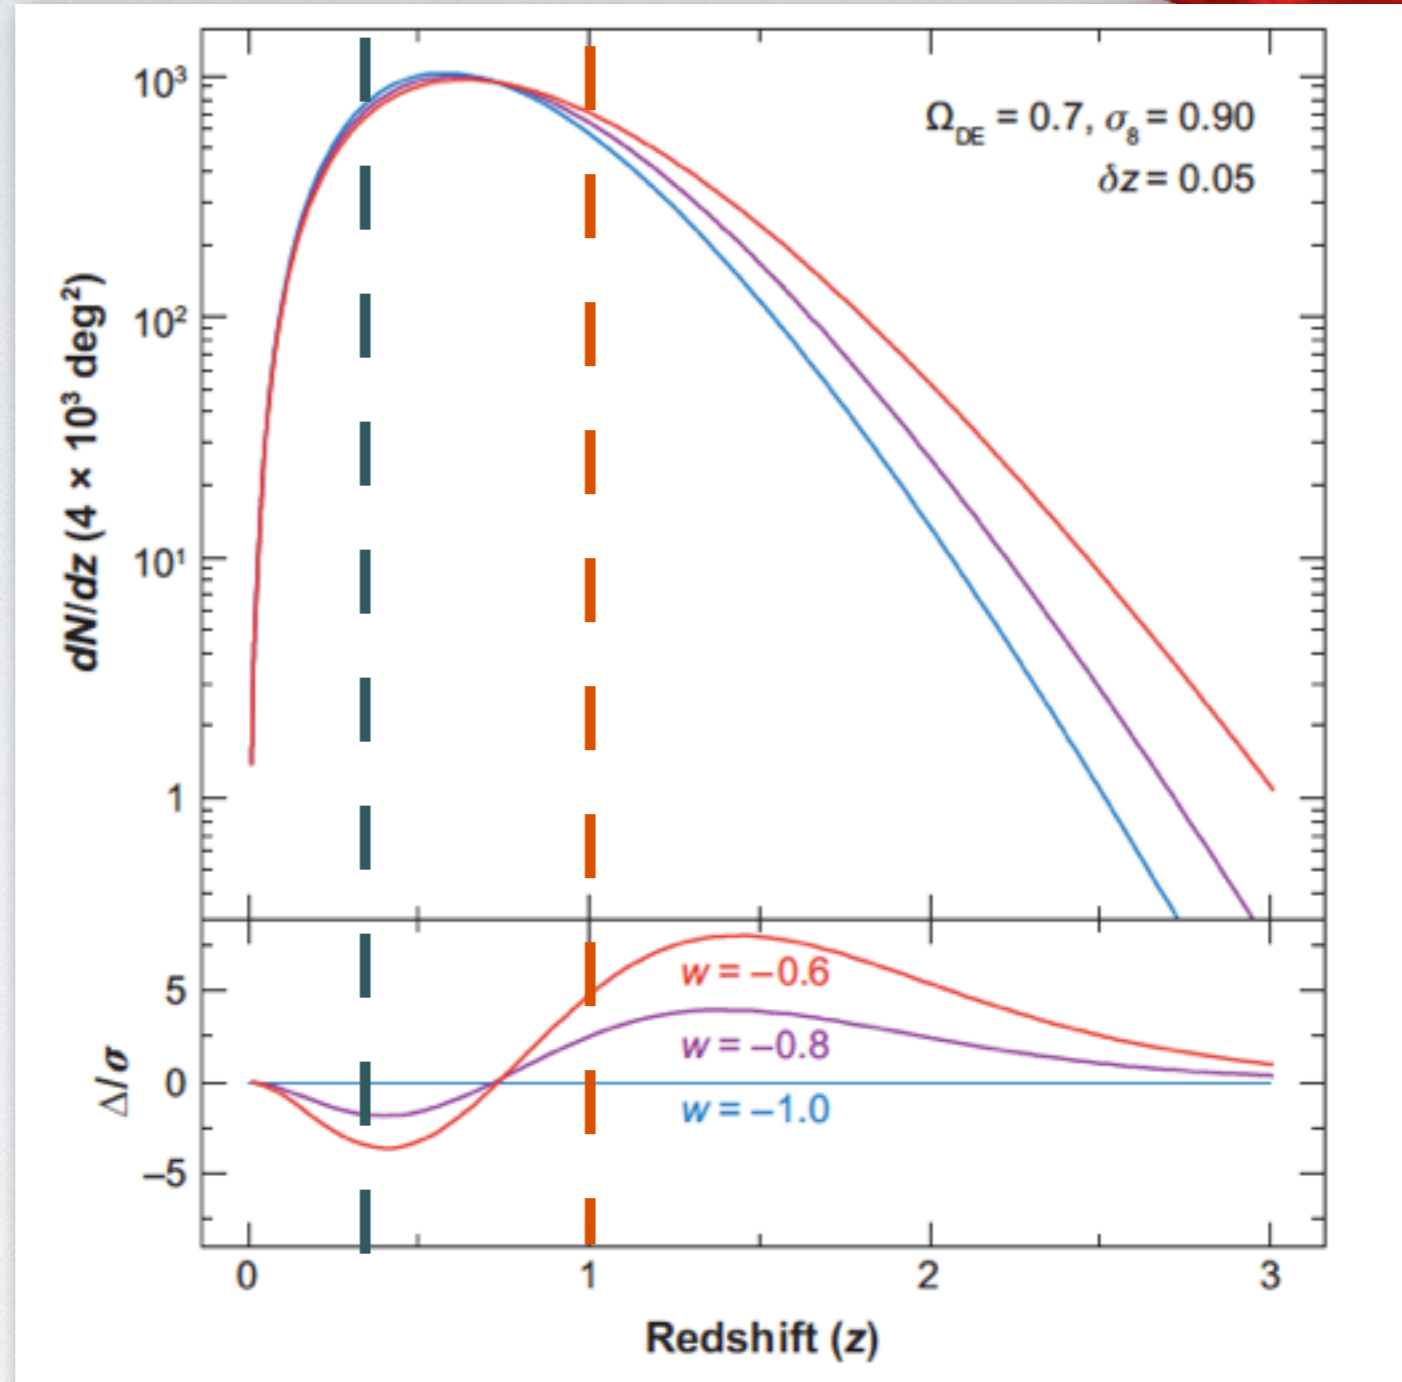 10³
10²
10¹
1
dN/dz (4 × 10³ deg²)
Ω_DE = 0.7, σ₈ = 0.90
δz = 0.05
5
0
–5
Δ/σ
w = –0.6
w = –0.8
w = –1.0
0 1 2 3
Redshift (z)